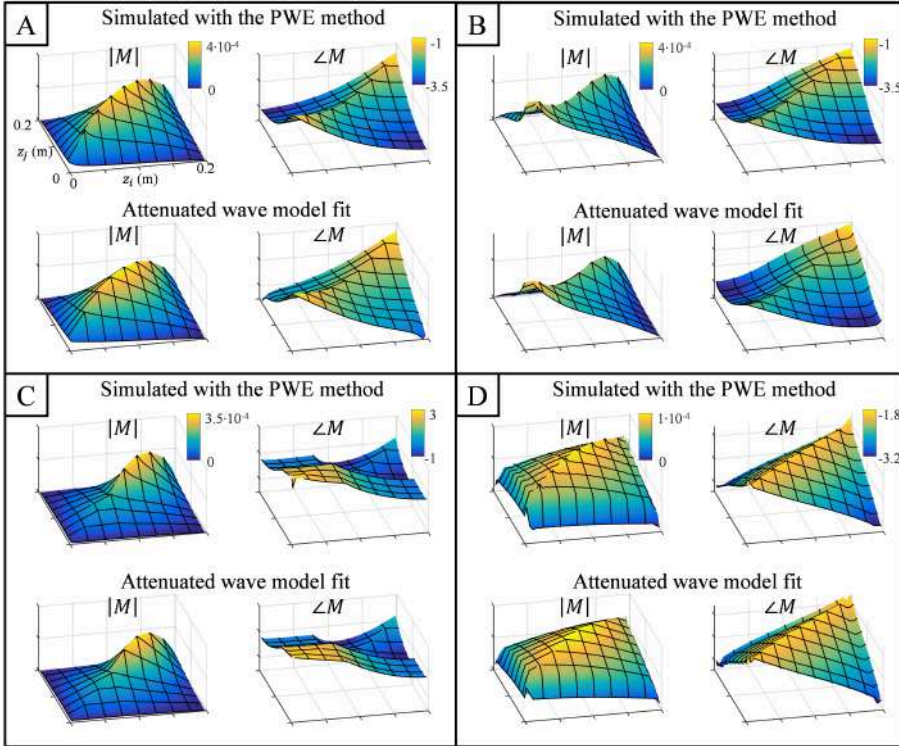 A
Simulated with the PWE method
|M|
4·10⁻⁴
0
∠M
-1
-3.5
0.2
z_j (m)
0
0
z_i (m)
0.2
Attenuated wave model fit
|M|
∠M
B
Simulated with the PWE method
|M|
4·10⁻⁴
0
∠M
-1
-3.5
Attenuated wave model fit
|M|
∠M
C
Simulated with the PWE method
|M|
3.5·10⁻⁴
0
∠M
3
-1
Attenuated wave model fit
|M|
∠M
D
Simulated with the PWE method
|M|
1·10⁻⁴
0
∠M
-1.8
-3.2
Attenuated wave model fit
|M|
∠M